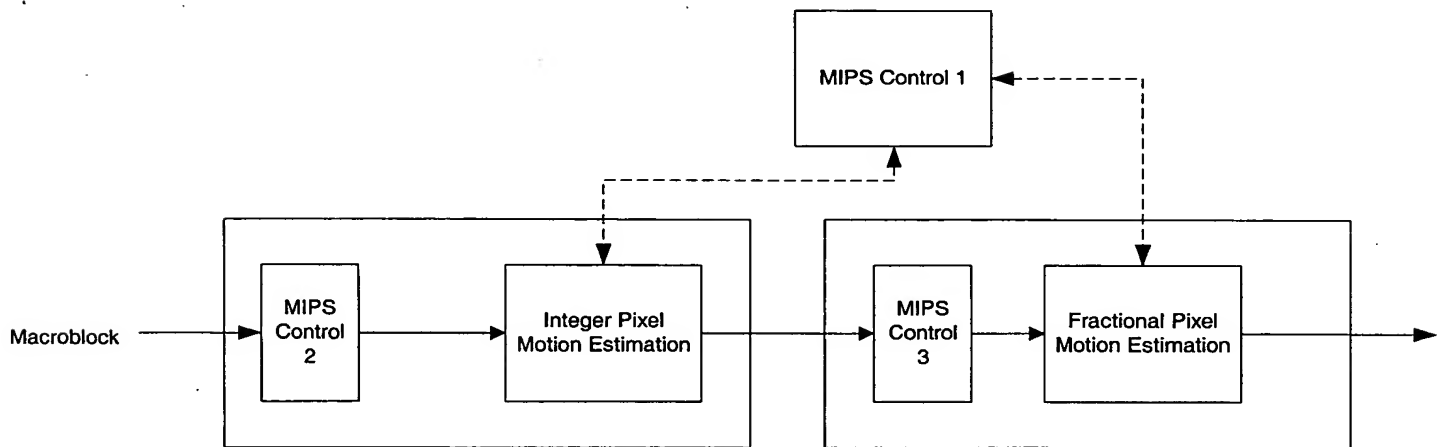 MIPS Control 1
Macroblock
MIPS
Control
2
Integer Pixel
Motion Estimation
MIPS
Control
3
Fractional Pixel
Motion Estimation